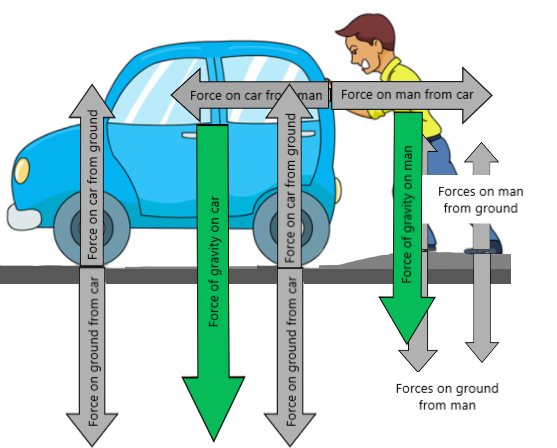 Force on car from man
Force on man from car
Force on car from ground
Force of gravity on car
Force on car from ground
Force of gravity on man
Forces on man
from ground
Force on ground from car
Force on ground from car
Forces on ground
from man